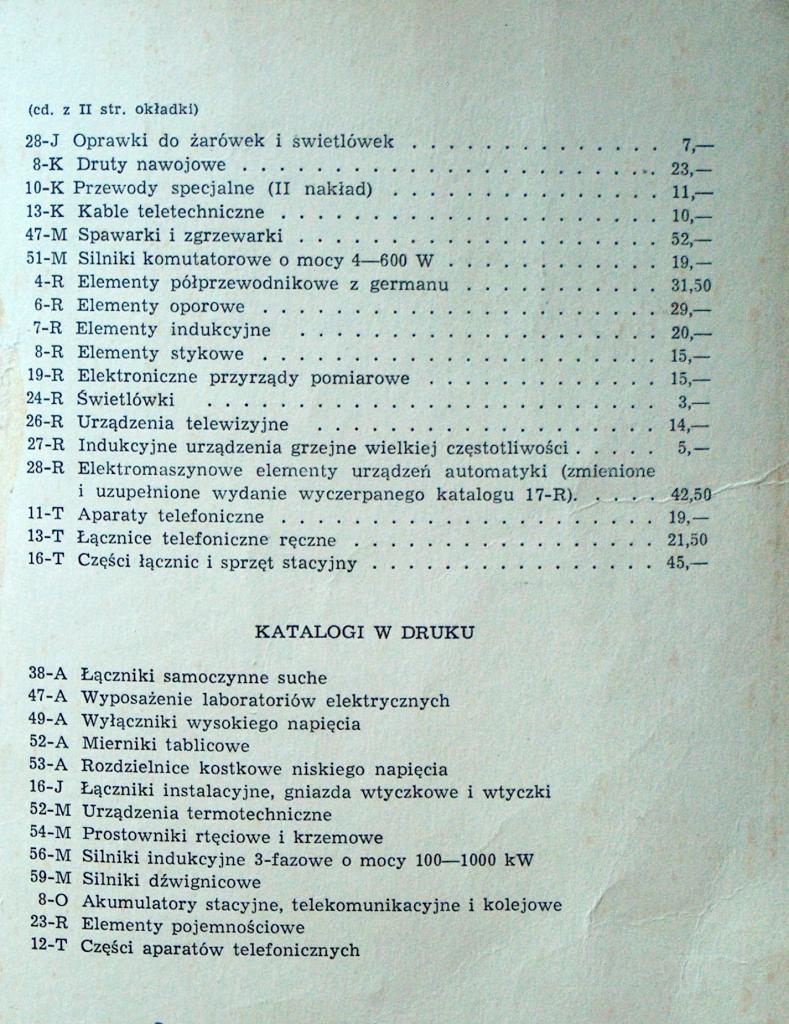 (cd. z II str. okładki)
28-J Oprawki do żarówek i swietlówek . . . . . . . . . . . . . . 7,—
8-K Druty nawojowe . . . . . . . . . . . . . . . . . . . . . . . 23,—
10-K Przewody specjalne (II nakład) . . . . . . . . . . . . . . . 11,—
13-K Kable teletechniczne . . . . . . . . . . . . . . . . . . . . 10,—
47-M Spawarki i zgrzewarki . . . . . . . . . . . . . . . . . . . 52,—
51-M Silniki komutatorowe o mocy 4—600 W . . . . . . . . . . . . 19,—
4-R Elementy półprzewodnikowe z germanu . . . . . . . . . . . 31,50
6-R Elementy oporowe . . . . . . . . . . . . . . . . . . . . . . 29,—
7-R Elementy indukcyjne . . . . . . . . . . . . . . . . . . . . 20,—
8-R Elementy stykowe . . . . . . . . . . . . . . . . . . . . . . 15,—
19-R Elektroniczne przyrządy pomiarowe . . . . . . . . . . . . . 15,—
24-R Świetlówki . . . . . . . . . . . . . . . . . . . . . . . . . 3,—
26-R Urządzenia telewizyjne . . . . . . . . . . . . . . . . . . . 14,—
27-R Indukcyjne urządzenia grzejne wielkiej częstotliwości . . . . . 5,—
28-R Elektromaszynowe elementy urządzeń automatyki (zmienione
i uzupełnione wydanie wyczerpanego katalogu 17-R). . . . . 42,50
11-T Aparaty telefoniczne . . . . . . . . . . . . . . . . . . . . 19,—
13-T Łącznice telefoniczne ręczne . . . . . . . . . . . . . . . . 21,50
16-T Części łącznic i sprzęt stacyjny . . . . . . . . . . . . . . . 45,—
KATALOGI W DRUKU
38-A Łączniki samoczynne suche
47-A Wyposażenie laboratoriów elektrycznych
49-A Wyłączniki wysokiego napięcia
52-A Mierniki tablicowe
53-A Rozdzielnice kostkowe niskiego napięcia
16-J Łączniki instalacyjne, gniazda wtyczkowe i wtyczki
52-M Urządzenia termotechniczne
54-M Prostowniki rtęciowe i krzemowe
56-M Silniki indukcyjne 3-fazowe o mocy 100—1000 kW
59-M Silniki dźwignicowe
8-O Akumulatory stacyjne, telekomunikacyjne i kolejowe
23-R Elementy pojemnościowe
12-T Części aparatów telefonicznych